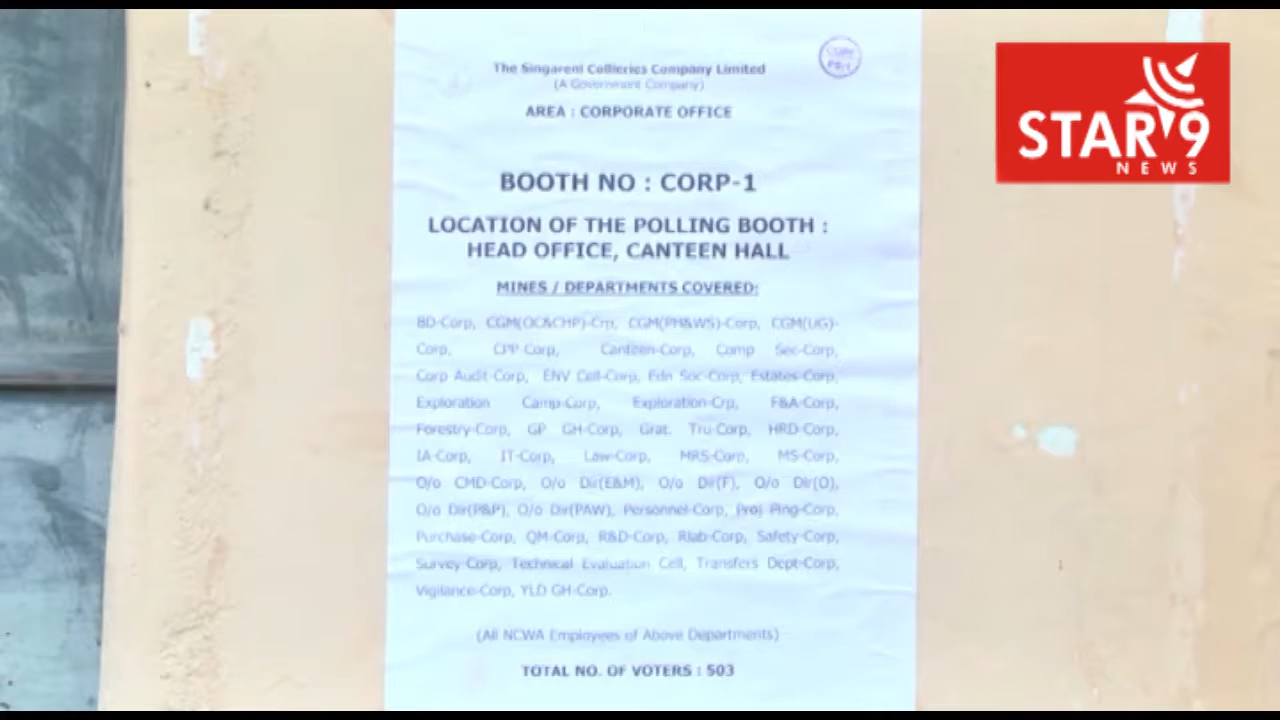 The Singareni Collieries Company Limited
(A Government Company)
AREA : CORPORATE OFFICE
BOOTH NO : CORP-1
LOCATION OF THE POLLING BOOTH :
HEAD OFFICE, CANTEEN HALL
MINES / DEPARTMENTS COVERED:
BD-Corp, CGM(OC&CHP)-Crp, CGM(PH&WS)-Corp, CGM(UG)-
Corp, CPP-Corp, Canteen-Corp, Comp Sec-Corp,
Corp Audit-Corp, ENV Cell-Corp, Edn Soc-Corp, Estates-Corp,
Exploration Camp-Corp, Exploration-Crp, F&A-Corp,
Forestry-Corp, GP GH-Corp, Grat. Tru-Corp, HRD-Corp,
IA-Corp, IT-Corp, Law-Corp, MRS-Corp, MS-Corp,
O/o CMD-Corp, O/o Dir(E&M), O/o Dir(F), O/o Dir(O),
O/o Dir(P&P), O/o Dir(PAW), Personnel-Corp, Proj Plng-Corp,
Purchase-Corp, QM-Corp, R&D-Corp, Rlab-Corp, Safety-Corp,
Survey-Corp, Technical Evaluation Cell, Transfers Dept-Corp,
Vigilance-Corp, YLD GH-Corp.
(All NCWA Employees of Above Departments)
TOTAL NO. OF VOTERS : 503
STAR 9
NEWS